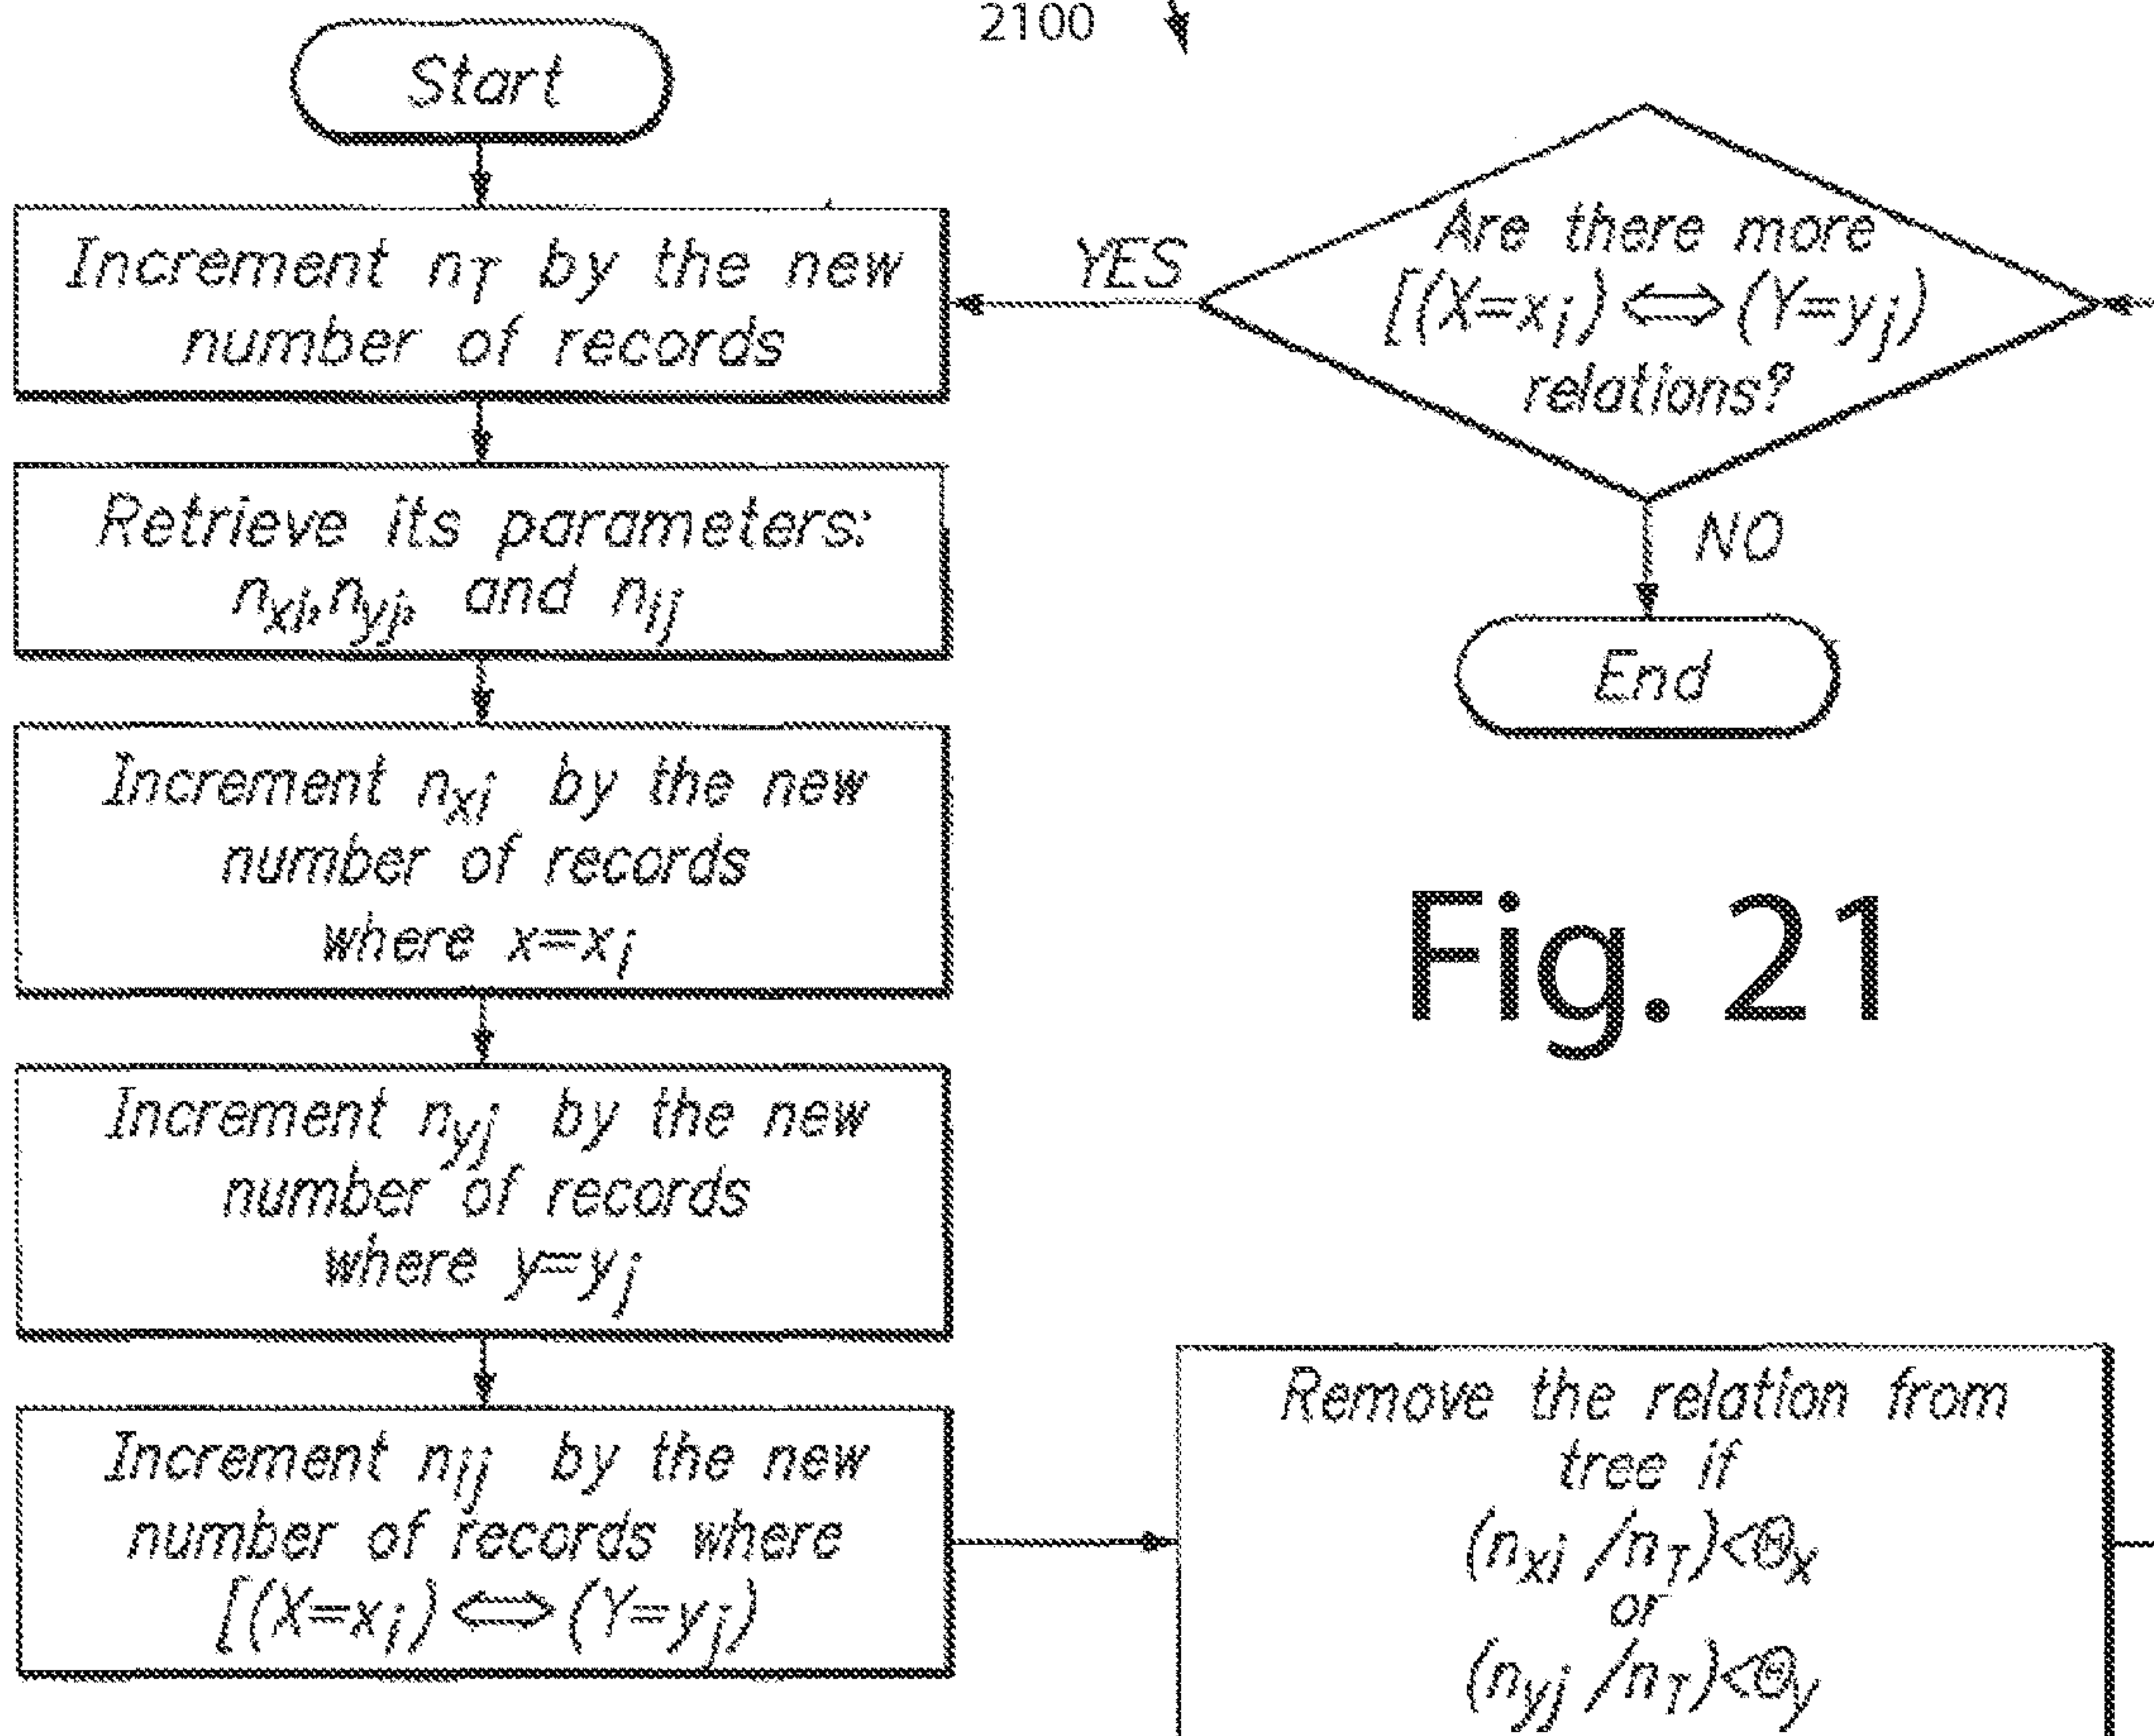 2100
Start
Increment n_T by the new
number of records
Retrieve its parameters:
n_xi, n_yj, and n_ij
Increment n_xi by the new
number of records
where x=x_i
Increment n_yj by the new
number of records
where y=y_j
Increment n_ij by the new
number of records where
[(X=x_i)⇔(Y=y_j)
Remove the relation from
tree if
(n_xi /n_T)<Θ_x
or
(n_yj /n_T)<Θ_y
Are there more
[(X=x_i)⇔(Y=y_j)
relations?
YES
NO
End
Fig. 21